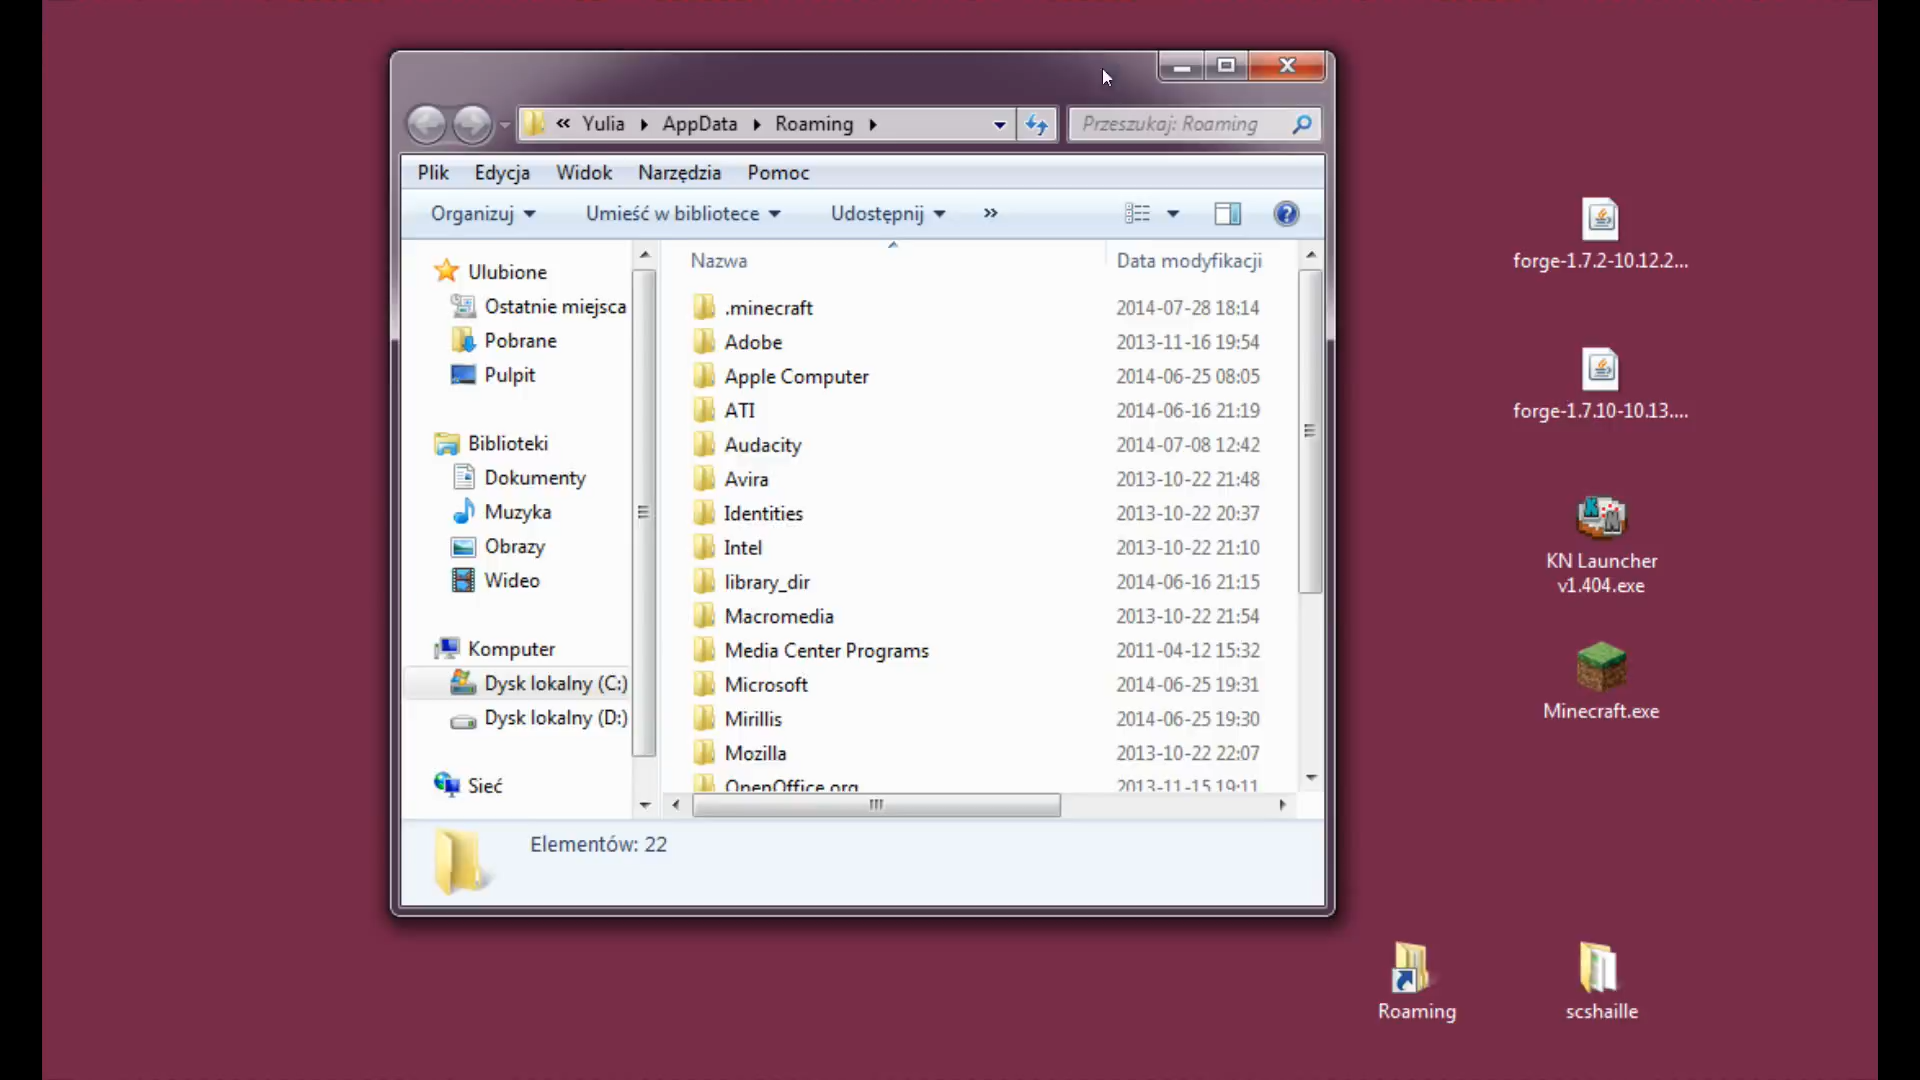 « Yulia ▸ AppData ▸ Roaming ▸
Przeszukaj: Roaming
Plik Edycja Widok Narzędzia Pomoc
Organizuj Umieść w bibliotece Udostępnij »
Ulubione
Ostatnie miejsca
Pobrane
Pulpit
Biblioteki
Dokumenty
Muzyka
Obrazy
Wideo
Komputer
Dysk lokalny (C:)
Dysk lokalny (D:)
Sieć
Nazwa Data modyfikacji
.minecraft 2014-07-28 18:14
Adobe 2013-11-16 19:54
Apple Computer 2014-06-25 08:05
ATI 2014-06-16 21:19
Audacity 2014-07-08 12:42
Avira 2013-10-22 21:48
Identities 2013-10-22 20:37
Intel 2013-10-22 21:10
library_dir 2014-06-16 21:15
Macromedia 2013-10-22 21:54
Media Center Programs 2011-04-12 15:32
Microsoft 2014-06-25 19:31
Mirillis 2014-06-25 19:30
Mozilla 2013-10-22 22:07
OpenOffice.org 2013-11-15 19:11
Elementów: 22
forge-1.7.2-10.12.2...
forge-1.7.10-10.13....
KN Launcher
v1.404.exe
Minecraft.exe
Roaming
scshaille